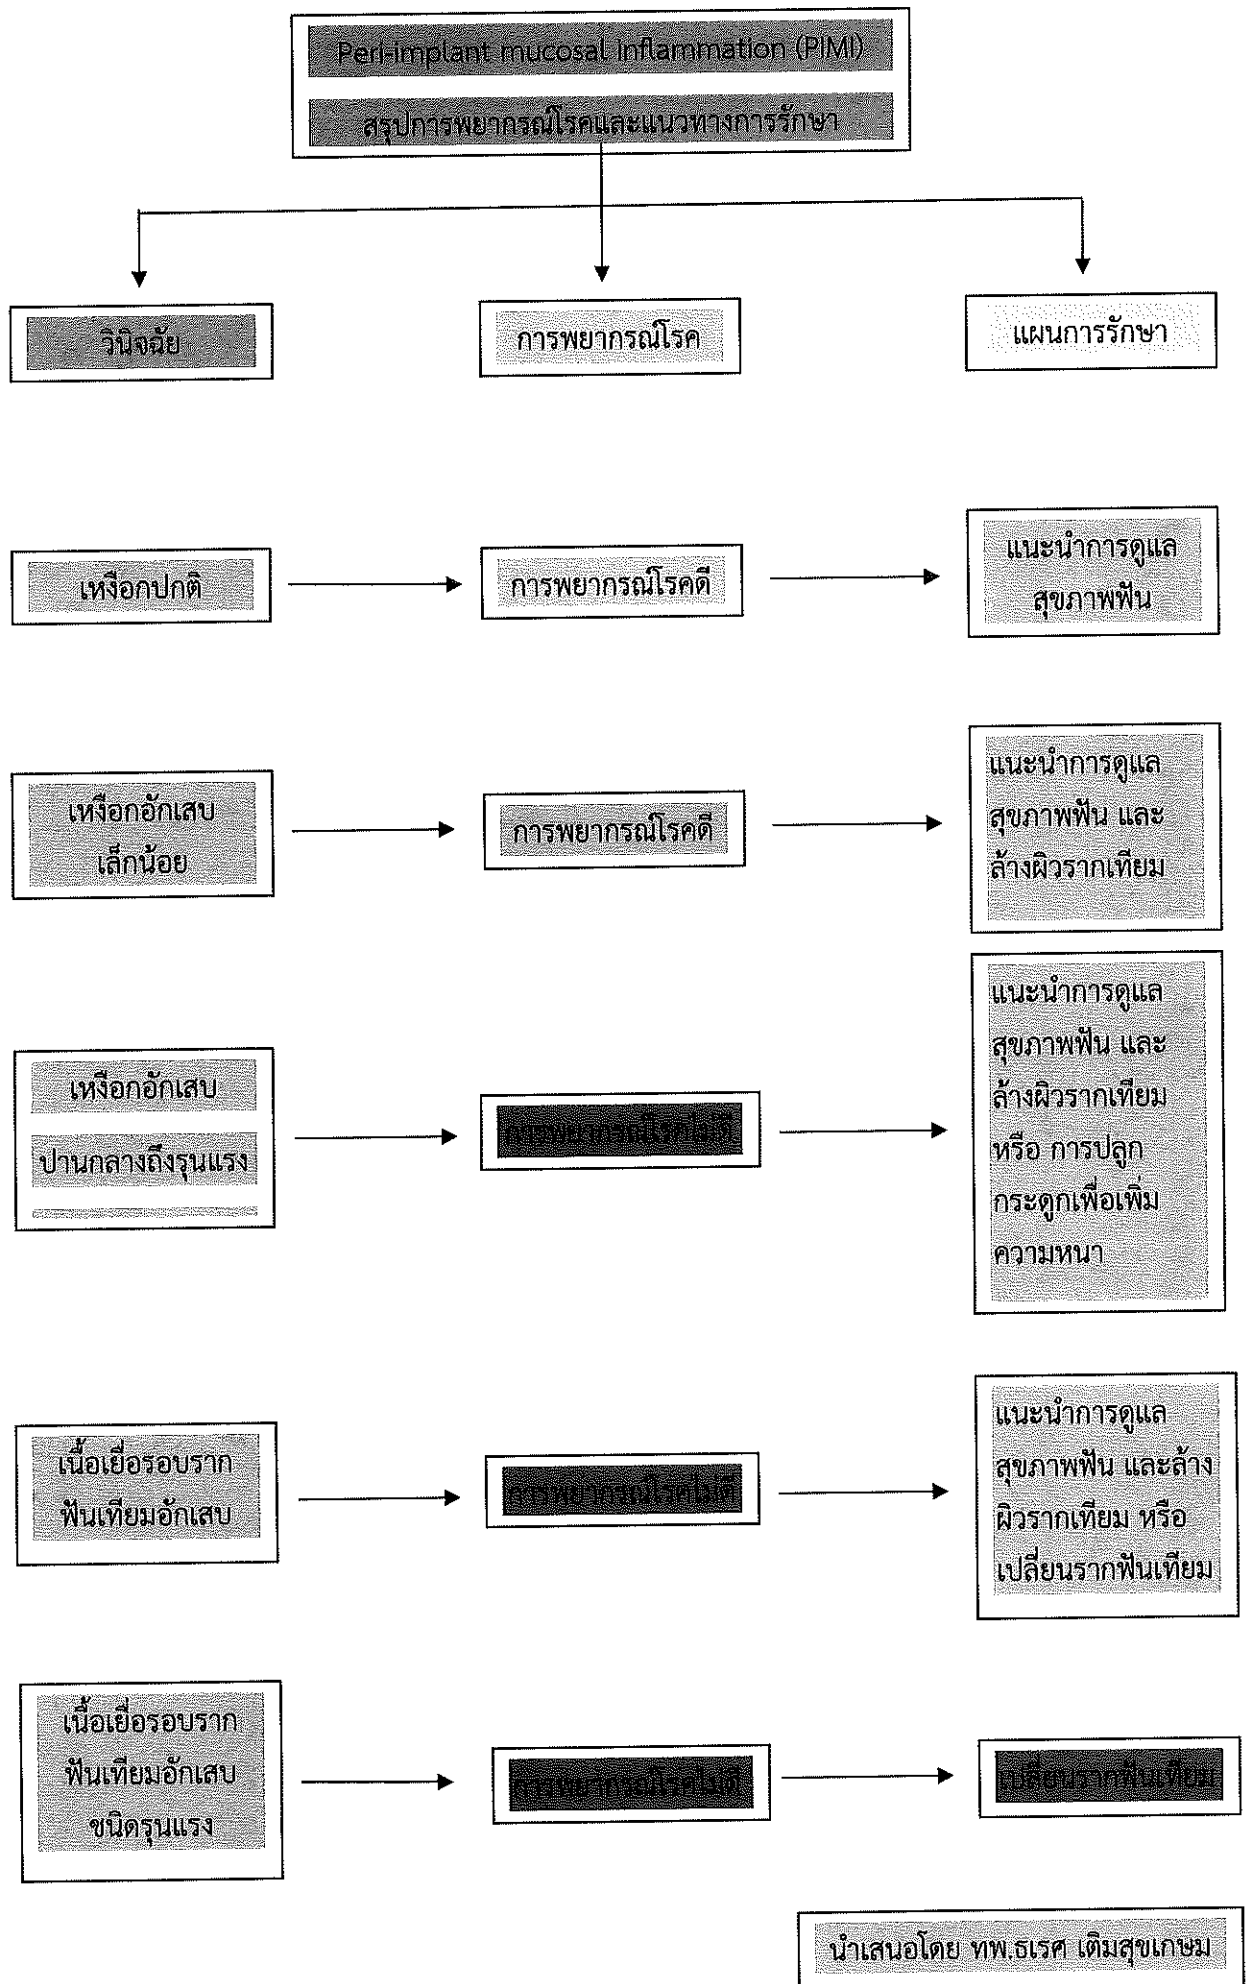 Peri-implant mucosal inflammation (PIMI)
สรุปการพยากรณ์โรคและแนวทางการรักษา
วินิจฉัย
การพยากรณ์โรค
แผนการรักษา
เหงือกปกติ
การพยากรณ์โรคดี
แนะนำการดูแล
สุขภาพฟัน
เหงือกอักเสบ
เล็กน้อย
การพยากรณ์โรคดี
แนะนำการดูแล
สุขภาพฟัน และ
ล้างผิวรากเทียม
เหงือกอักเสบ
ปานกลางถึงรุนแรง
การพยากรณ์โรคไม่ดี
แนะนำการดูแล
สุขภาพฟัน และ
ล้างผิวรากเทียม
หรือ การปลูก
กระดูกเพื่อเพิ่ม
ความหนา
เนื้อเยื่อรอบราก
ฟันเทียมอักเสบ
การพยากรณ์โรคไม่ดี
แนะนำการดูแล
สุขภาพฟัน และล้าง
ผิวรากเทียม หรือ
เปลี่ยนรากฟันเทียม
เนื้อเยื่อรอบราก
ฟันเทียมอักเสบ
ชนิดรุนแรง
การพยากรณ์โรคไม่ดี
เปลี่ยนรากฟันเทียม
นำเสนอโดย ทพ.ธเรศ เติมสุขเกษม